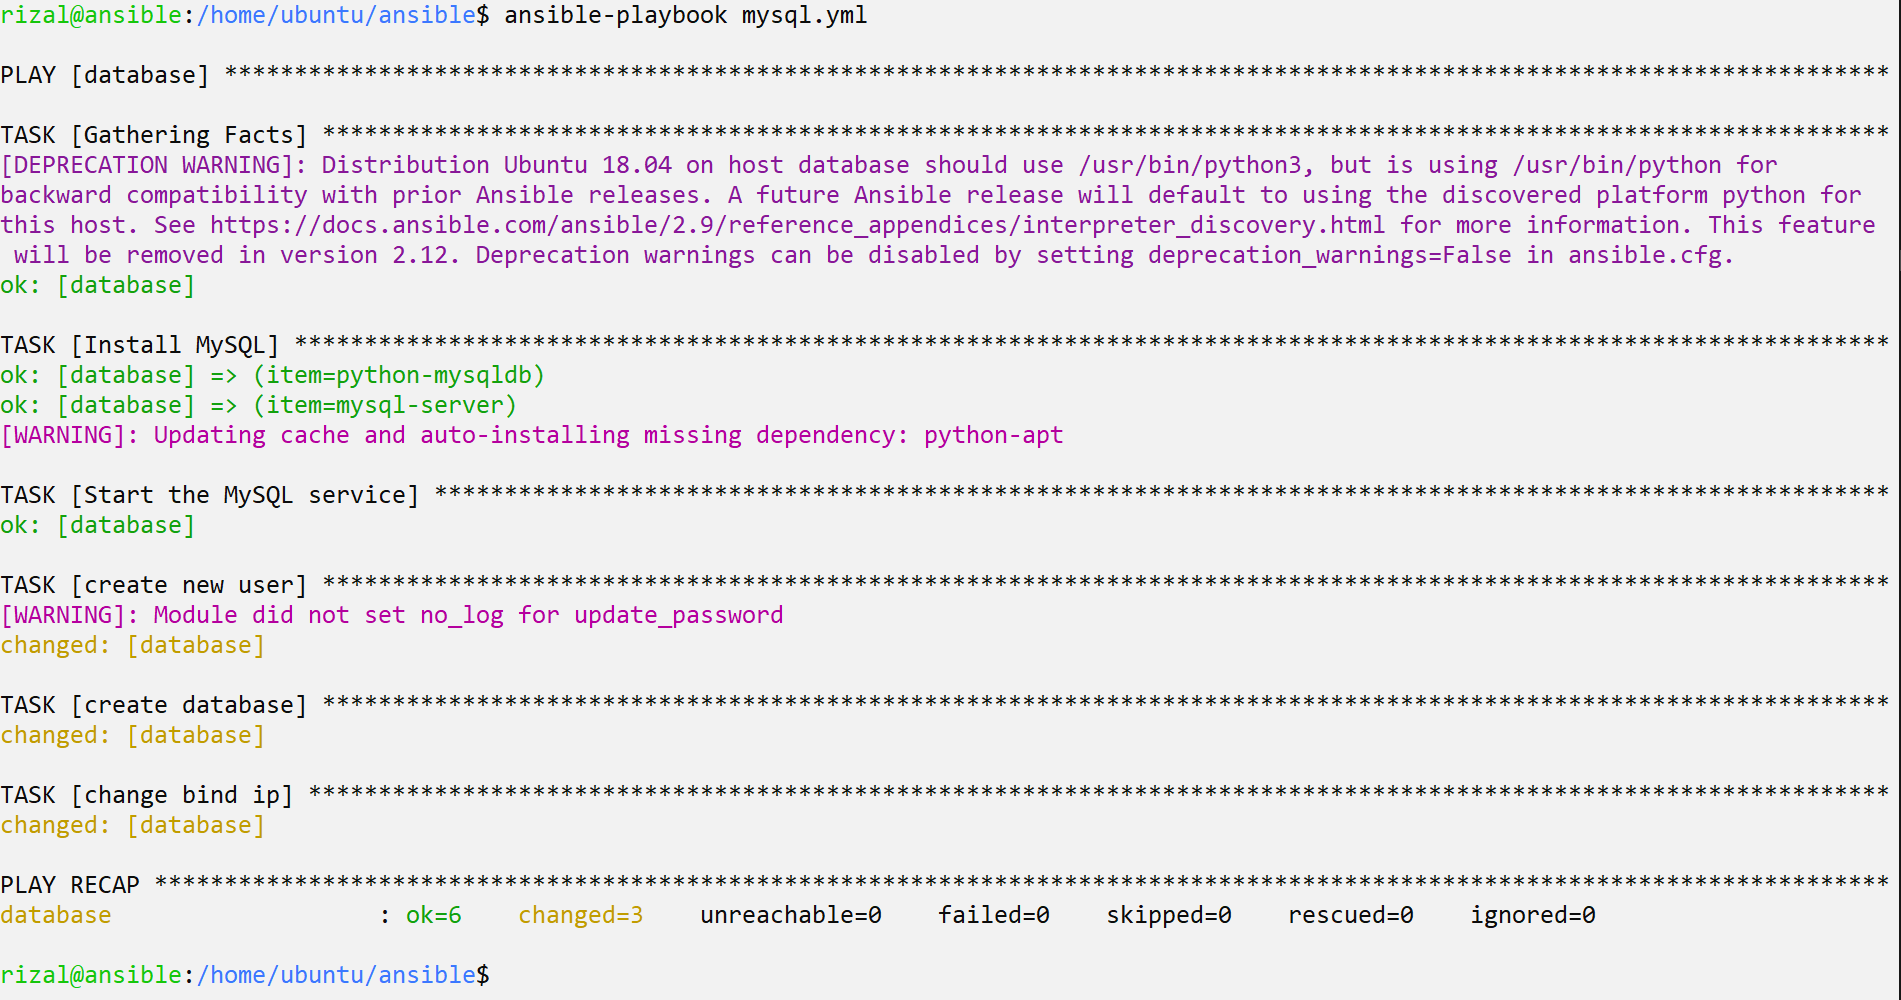 rizal@ansible:/home/ubuntu/ansible$ ansible-playbook mysql.yml
PLAY [database] ***********************************************************************************************************************
TASK [Gathering Facts] ****************************************************************************************************************
[DEPRECATION WARNING]: Distribution Ubuntu 18.04 on host database should use /usr/bin/python3, but is using /usr/bin/python for
backward compatibility with prior Ansible releases. A future Ansible release will default to using the discovered platform python for
this host. See https://docs.ansible.com/ansible/2.9/reference_appendices/interpreter_discovery.html for more information. This feature
will be removed in version 2.12. Deprecation warnings can be disabled by setting deprecation_warnings=False in ansible.cfg.
ok: [database]
TASK [Install MySQL] ******************************************************************************************************************
ok: [database] => (item=python-mysqldb)
ok: [database] => (item=mysql-server)
[WARNING]: Updating cache and auto-installing missing dependency: python-apt
TASK [Start the MySQL service] ********************************************************************************************************
ok: [database]
TASK [create new user] ****************************************************************************************************************
[WARNING]: Module did not set no_log for update_password
changed: [database]
TASK [create database] ****************************************************************************************************************
changed: [database]
TASK [change bind ip] *****************************************************************************************************************
changed: [database]
PLAY RECAP ****************************************************************************************************************************
database                   : ok=6    changed=3    unreachable=0    failed=0    skipped=0    rescued=0    ignored=0
rizal@ansible:/home/ubuntu/ansible$